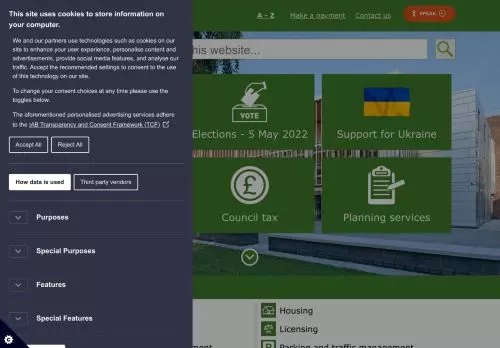 This site uses cookies to store information on
your computer.
We and our partners use technologies such as cookies on our
site to enhance your user experience, personalise content and
advertisements, provide social media features, and analyse our
traffic. Accept the recommended settings to consent to the use
of this technology on our site.
To change your consent choices at any time please use the
toggles below.
The aforementioned personalised advertising services adhere
to the IAB Transparency and Consent Framework (TCF)
Accept All
Reject All
How data is used
Third party vendors
Purposes
Special Purposes
Features
Special Features
A - Z
Make a payment
Contact us
SPEAK
this website...
VOTE
Elections - 5 May 2022
Support for Ukraine
£
Council tax
Planning services
Housing
Licensing
P
Parking and traffic management